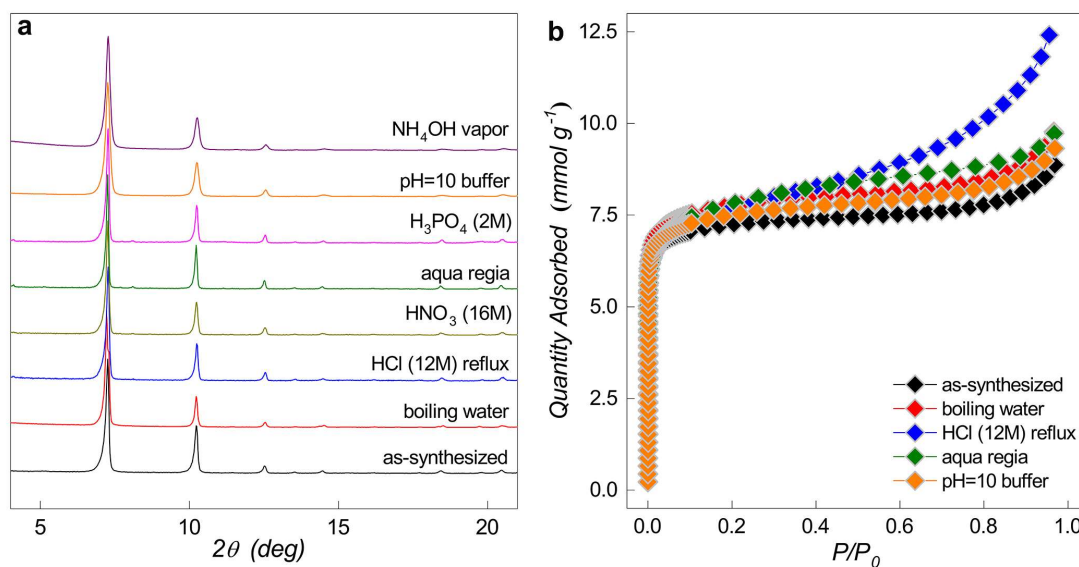 a
NH₄OH vapor
pH=10 buffer
H₃PO₄ (2M)
aqua regia
HNO₃ (16M)
HCl (12M) reflux
boiling water
as-synthesized
5 10 15 20
2θ (deg)
b
Quantity Adsorbed (mmol g⁻¹)
12.5
10.0
7.5
5.0
2.5
0.0
as-synthesized
boiling water
HCl (12M) reflux
aqua regia
pH=10 buffer
0.0 0.2 0.4 0.6 0.8 1.0
P/P₀